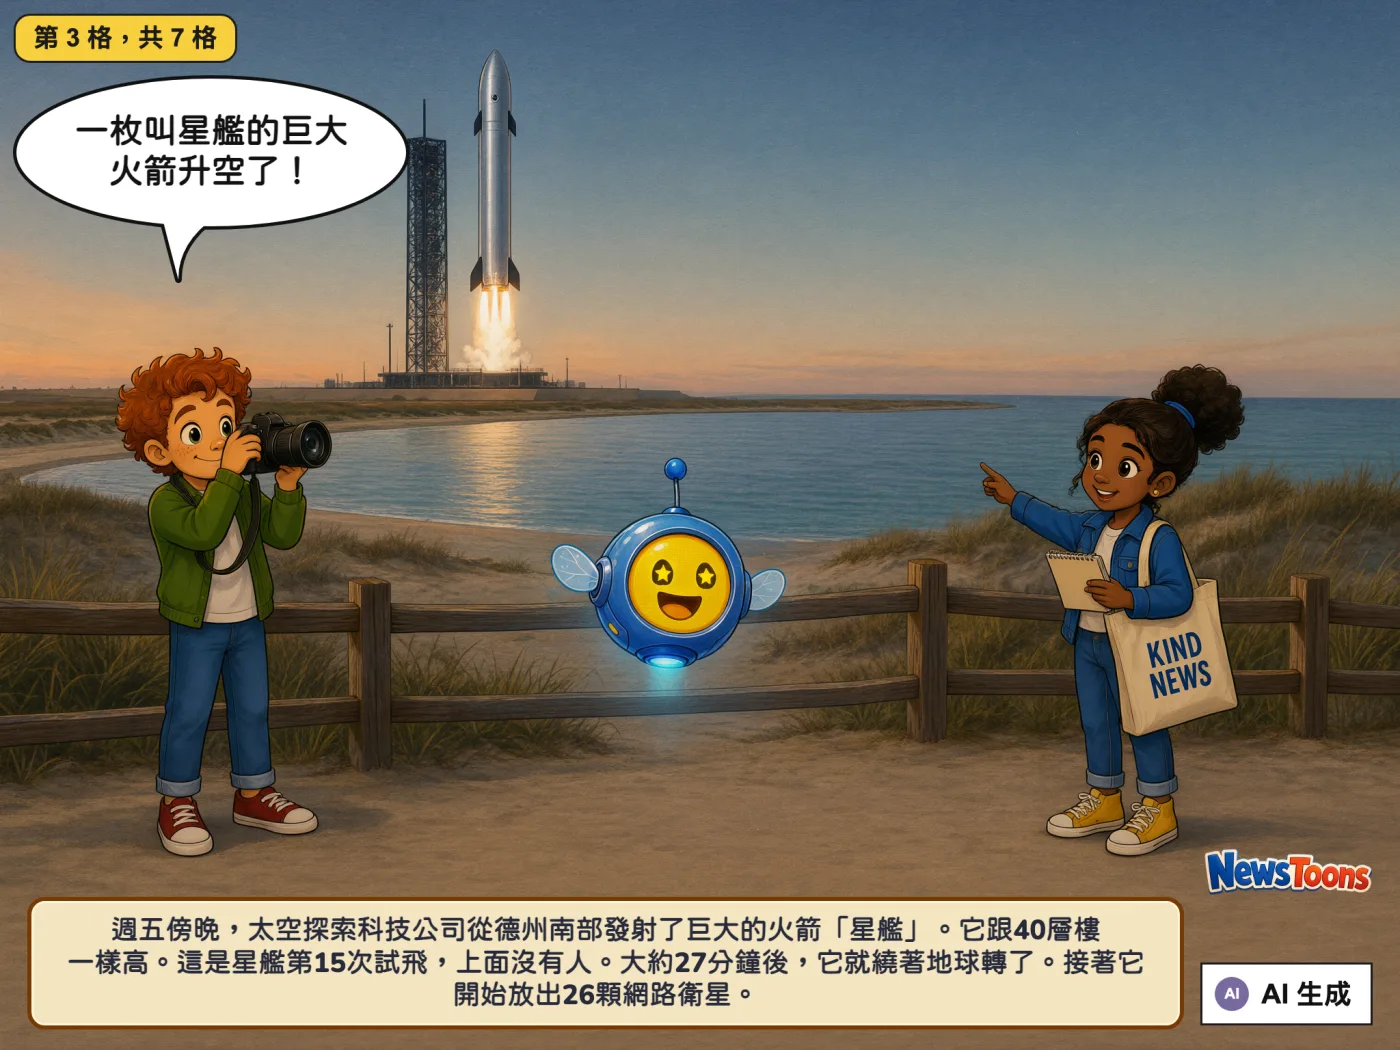 第 3 格，共 7 格
一枚叫星艦的巨大
火箭升空了！
KIND
NEWS
NewsToons
週五傍晚，太空探索科技公司從德州南部發射了巨大的火箭「星艦」。它跟40層樓
一樣高。這是星艦第15次試飛，上面沒有人。大約27分鐘後，它就繞著地球轉了。接著它
開始放出26顆網路衛星。
AI AI 生成